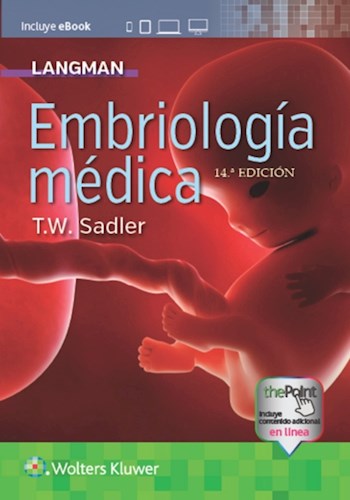 Incluye eBook
LANGMAN
Embriología
médica
14.ª EDICIÓN
T.W. Sadler
thePoint
Incluye
contenido adicional
en línea
Wolters Kluwer